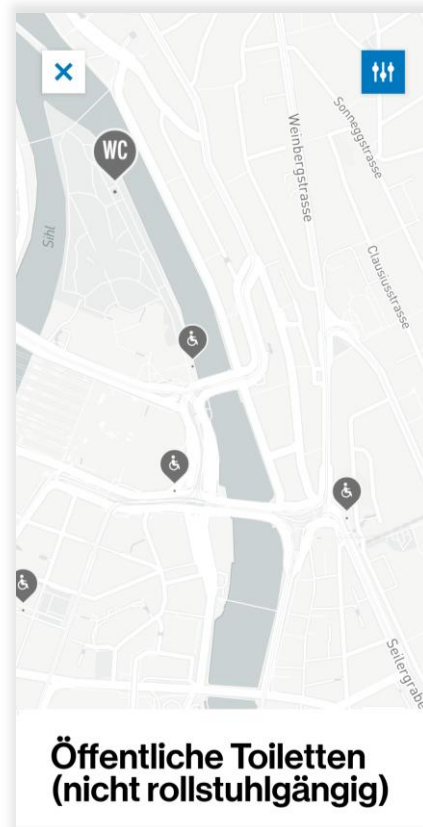 WC
Weinbergstrasse
Sonneggstrasse
Sihl
Clausiusstrasse
Seilergrabe
Öffentliche Toiletten
(nicht rollstuhlgängig)